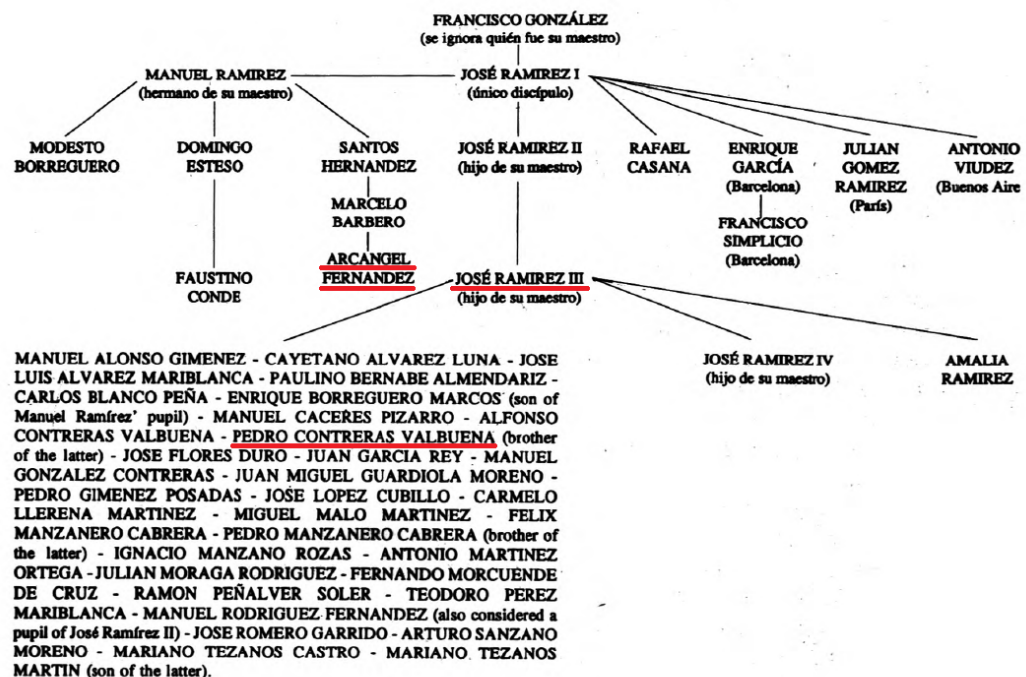 FRANCISCO GONZÁLEZ
(se ignora quién fue su maestro)
MANUEL RAMIREZ
(hermano de su maestro)
JOSÉ RAMIREZ I
(único discípulo)
MODESTO
BORREGUERO
DOMINGO
ESTESO
SANTOS
HERNANDEZ
JOSÉ RAMIREZ II
(hijo de su maestro)
RAFAEL
CASANA
ENRIQUE
GARCÍA
(Barcelona)
JULIAN
GOMEZ
RAMIREZ
(París)
ANTONIO
VIUDEZ
(Buenos Aire
MARCELO
BARBERO
FRANCISCO
SIMPLICIO
(Barcelona)
FAUSTINO
CONDE
ARCANGEL
FERNANDEZ
JOSÉ RAMIREZ III
(hijo de su maestro)
MANUEL ALONSO GIMENEZ - CAYETANO ALVAREZ LUNA - JOSE
LUIS ALVAREZ MARIBLANCA - PAULINO BERNABE ALMENDARIZ -
CARLOS BLANCO PEÑA - ENRIQUE BORREGUERO MARCOS (son of
Manuel Ramírez' pupil) - MANUEL CACERES PIZARRO - ALFONSO
CONTRERAS VALBUENA - PEDRO CONTRERAS VALBUENA (brother
of the latter) - JOSE FLORES DURO - JUAN GARCIA REY - MANUEL
GONZALEZ CONTRERAS - JUAN MIGUEL GUARDIOLA MORENO -
PEDRO GIMENEZ POSADAS - JOSE LOPEZ CUBILLO - CARMELO
LLERENA MARTINEZ - MIGUEL MALO MARTINEZ - FELIX
MANZANERO CABRERA - PEDRO MANZANERO CABRERA (brother of
the latter) - IGNACIO MANZANO ROZAS - ANTONIO MARTINEZ
ORTEGA - JULIAN MORAGA RODRIGUEZ - FERNANDO MORCUENDE
DE CRUZ - RAMON PEÑALVER SOLER - TEODORO PEREZ
MARIBLANCA - MANUEL RODRIGUEZ FERNANDEZ (also considered a
pupil of José Ramírez II) - JOSE ROMERO GARRIDO - ARTURO SANZANO
MORENO - MARIANO TEZANOS CASTRO - MARIANO TEZANOS
MARTIN (son of the latter).
JOSÉ RAMIREZ IV
(hijo de su maestro)
AMALIA
RAMIREZ